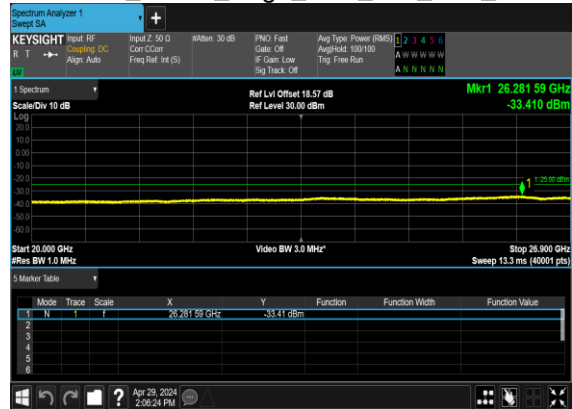 Spectrum Analyzer 1
Swept SA
+
KEYSIGHT Input: RF Input Z: 50 Ω #Atten: 30 dB PNO: Fast Avg Type: Power (RMS) 1 2 3 4 5 6
R T Coupling: DC Corr CCorr Gate: Off Avg|Hold: 100/100 A W W W W W
Align: Auto Freq Ref: Int (S) IF Gain: Low Trig: Free Run
Sig Track: Off A N N N N N
1 Spectrum Ref Lvl Offset 18.57 dB Mkr1 26.281 59 GHz
Scale/Div 10 dB Ref Level 30.00 dBm -33.410 dBm
Log
20.0
10.0
0.00
-10.0
-20.0
1 -25.00 dBm
-30.0
1
-40.0
-50.0
-60.0
Start 20.000 GHz Video BW 3.0 MHz* Stop 26.900 GHz
#Res BW 1.0 MHz Sweep 13.3 ms (40001 pts)
5 Marker Table
Mode Trace Scale X Y Function Function Width Function Value
1 N 1 f 26.281 59 GHz -33.41 dBm
2
3
4
5
6
? Apr 29, 2024
2:06:24 PM